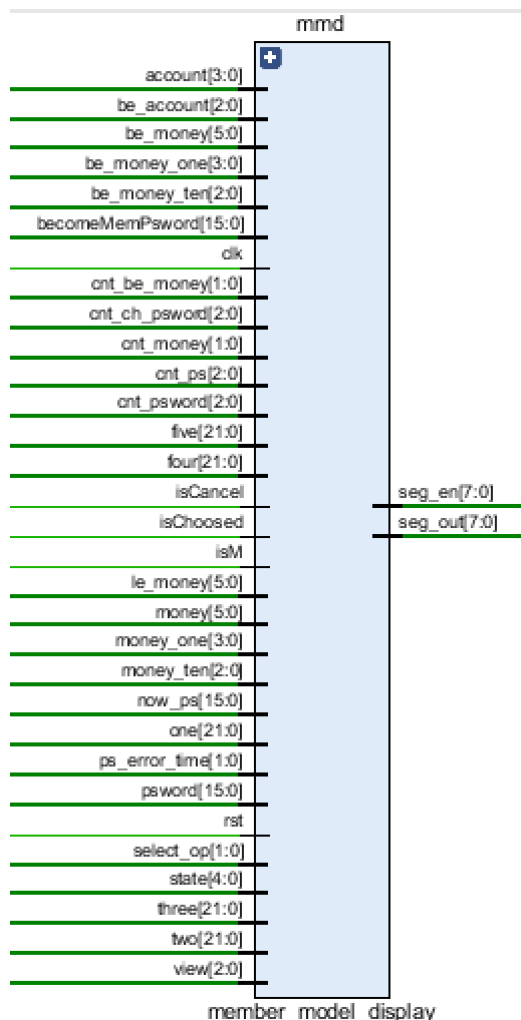 mmd
account[3:0]
be_account[2:0]
be_money[5:0]
be_money_one[3:0]
be_money_ten[2:0]
becomeMemPsword[15:0]
clk
cnt_be_money[1:0]
cnt_ch_psword[2:0]
cnt_money[1:0]
cnt_ps[2:0]
cnt_psword[2:0]
five[21:0]
four[21:0]
isCancel
seg_en[7:0]
isChoosed
seg_out[7:0]
isM
le_money[5:0]
money[5:0]
money_one[3:0]
money_ten[2:0]
now_ps[15:0]
one[21:0]
ps_error_time[1:0]
psword[15:0]
rst
select_op[1:0]
state[4:0]
three[21:0]
two[21:0]
view[2:0]
member_model_display